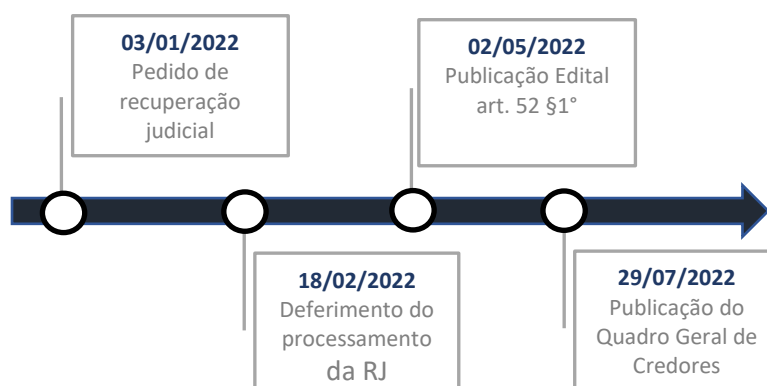 03/01/2022
Pedido de
recuperação
judicial
02/05/2022
Publicação Edital
art. 52 §1°
18/02/2022
Deferimento do
processamento
da RJ
29/07/2022
Publicação do
Quadro Geral de
Credores